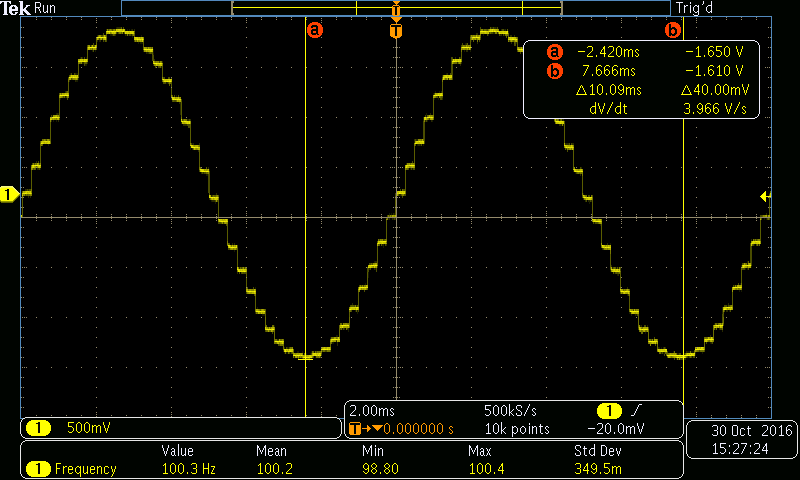 Tek Run Trig'd
a b
T
T
a −2.420ms −1.650 V
b 7.666ms −1.610 V
Δ10.09ms Δ40.00mV
dV/dt 3.966 V/s
1
1 500mV
2.00ms 500kS/s 1
T→▼0.000000 s 10k points −20.0mV
30 Oct 2016
15:27:24
Value Mean Min Max Std Dev
1 Frequency 100.3 Hz 100.2 98.80 100.4 349.5m